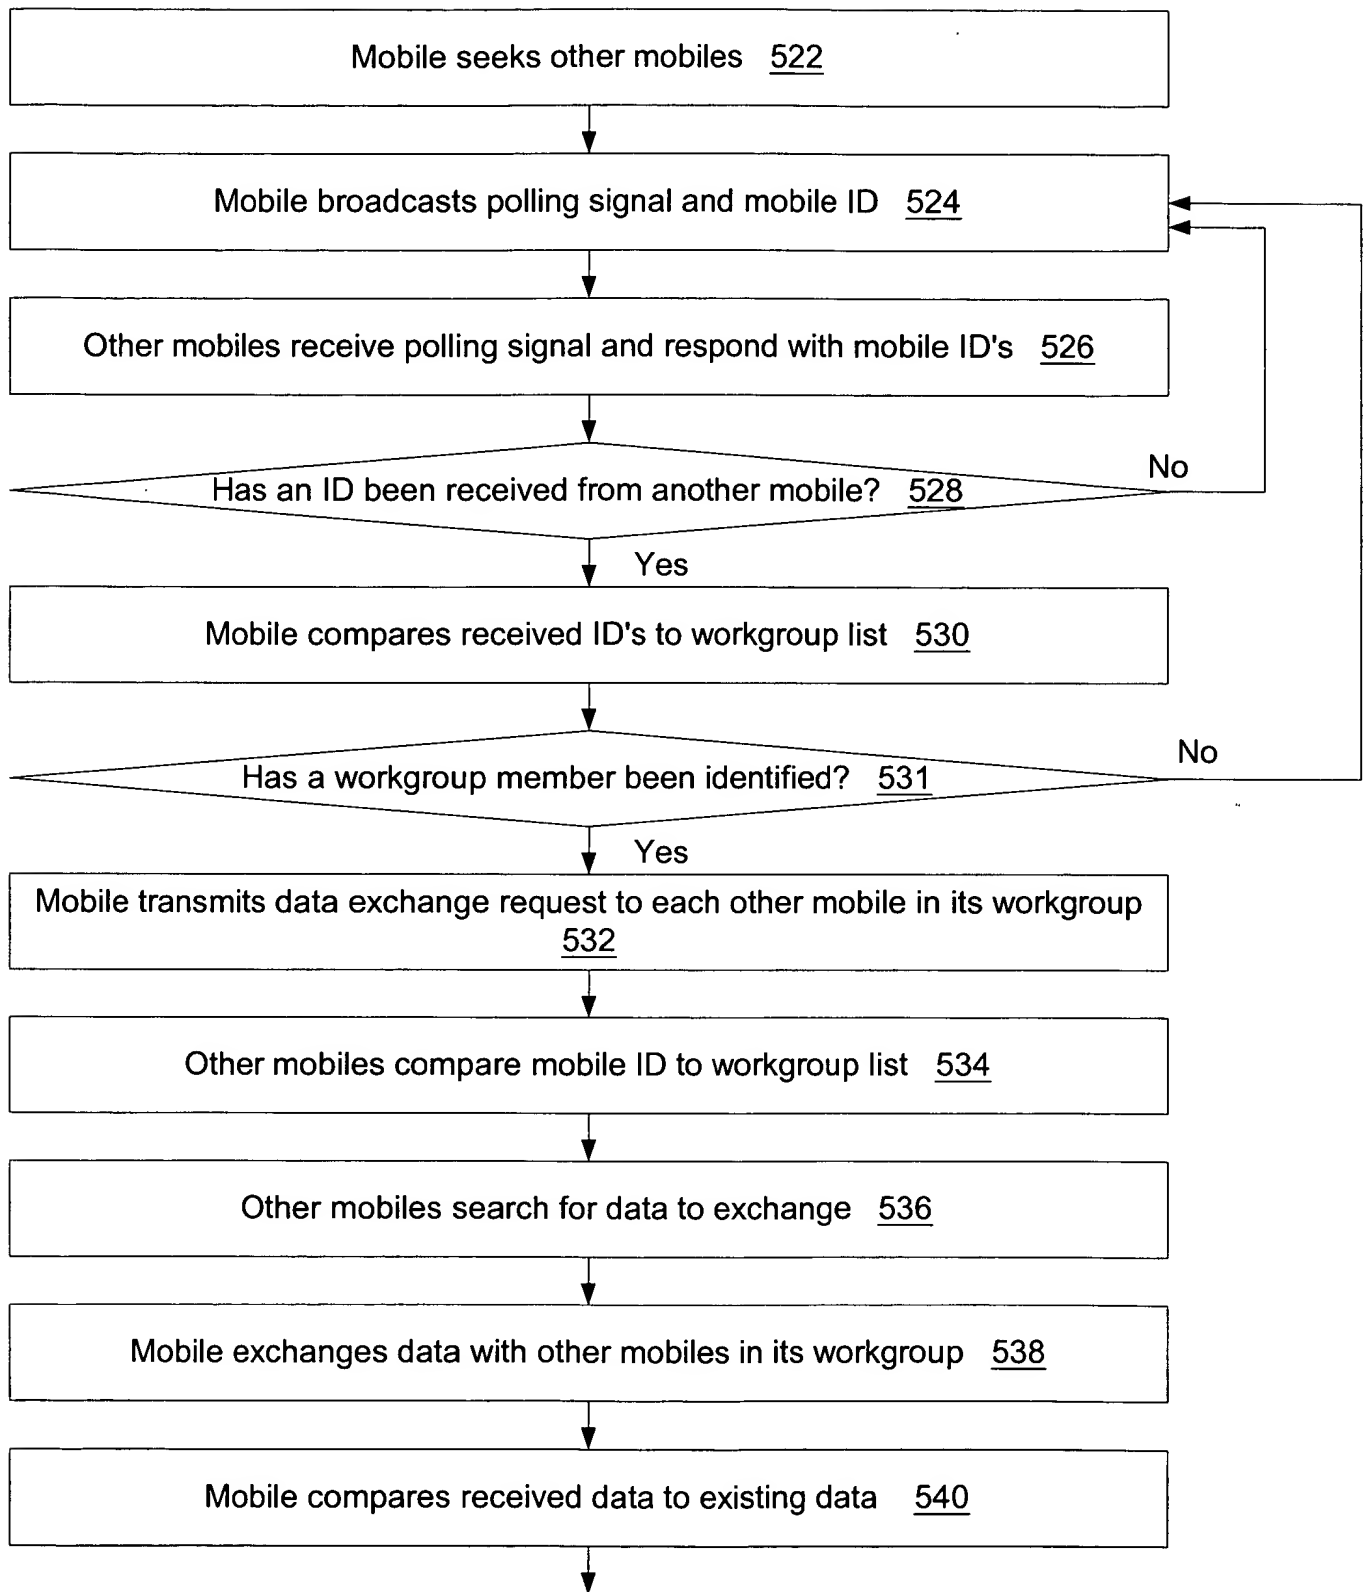 Mobile seeks other mobiles 522
Mobile broadcasts polling signal and mobile ID 524
Other mobiles receive polling signal and respond with mobile ID's 526
No
Has an ID been received from another mobile? 528
Yes
Mobile compares received ID's to workgroup list 530
No
Has a workgroup member been identified? 531
Yes
Mobile transmits data exchange request to each other mobile in its workgroup
532
Other mobiles compare mobile ID to workgroup list 534
Other mobiles search for data to exchange 536
Mobile exchanges data with other mobiles in its workgroup 538
Mobile compares received data to existing data 540